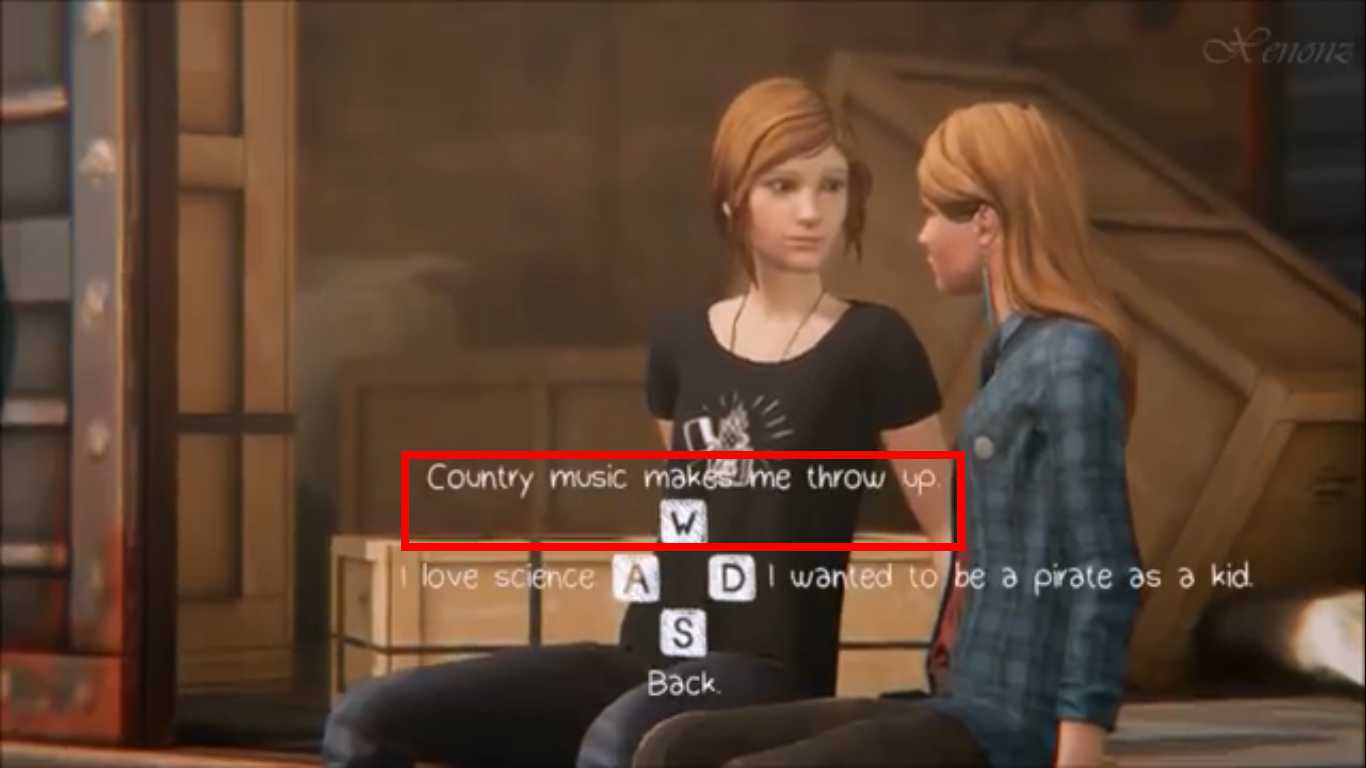 Xenonz
Country music makes me throw up.
W
I love science A D I wanted to be a pirate as a kid.
S
Back.